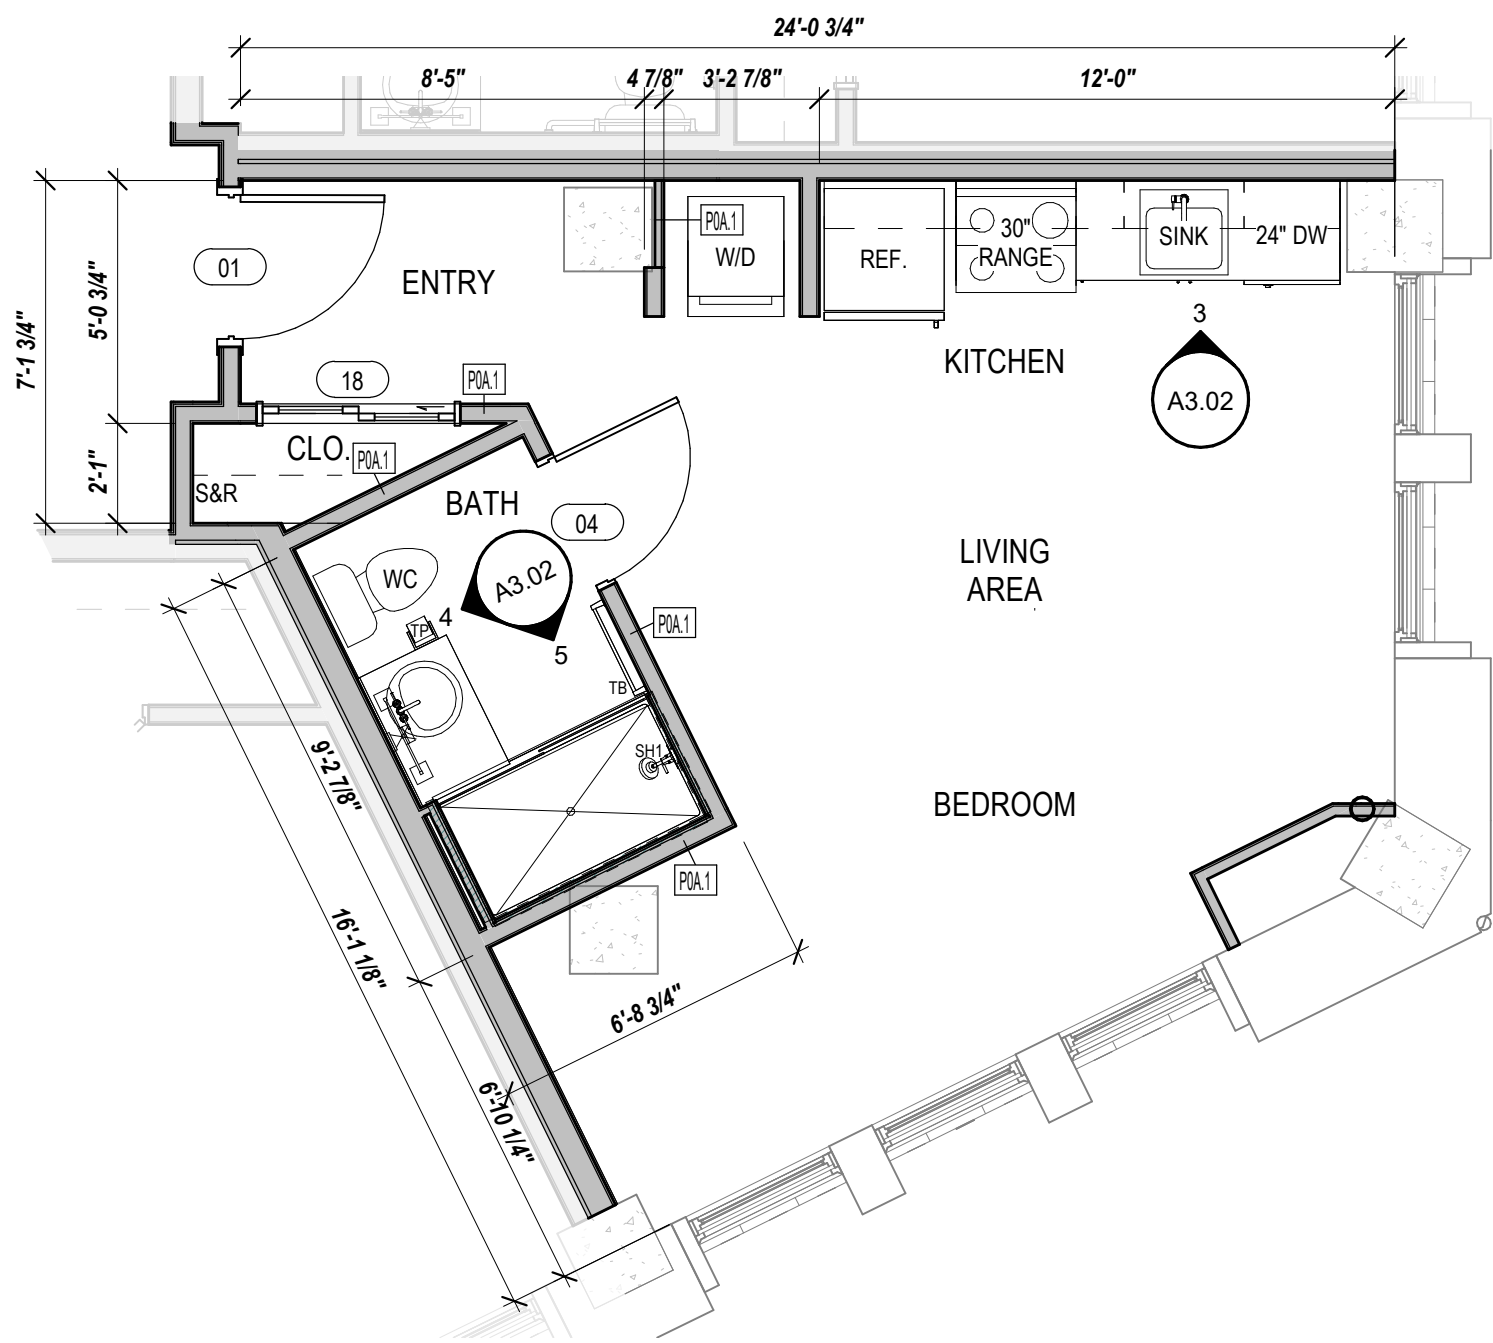 24'-0 3/4"
8'-5"
4 7/8"
3'-2 7/8"
12'-0"
P0A.1
30"
W/D
REF.
RANGE
SINK
24" DW
01
ENTRY
5'-0 3/4"
7'-1 3/4"
3
KITCHEN
18
P0A.1
A3.02
CLO.
P0A.1
2'-1"
S&R
BATH
04
LIVING
AREA
WC
A3.02
TP
4
5
P0A.1
TB
SH1
9'-2 7/8"
BEDROOM
P0A.1
16'-1 1/8"
6'-8 3/4"
6'-10 1/4"